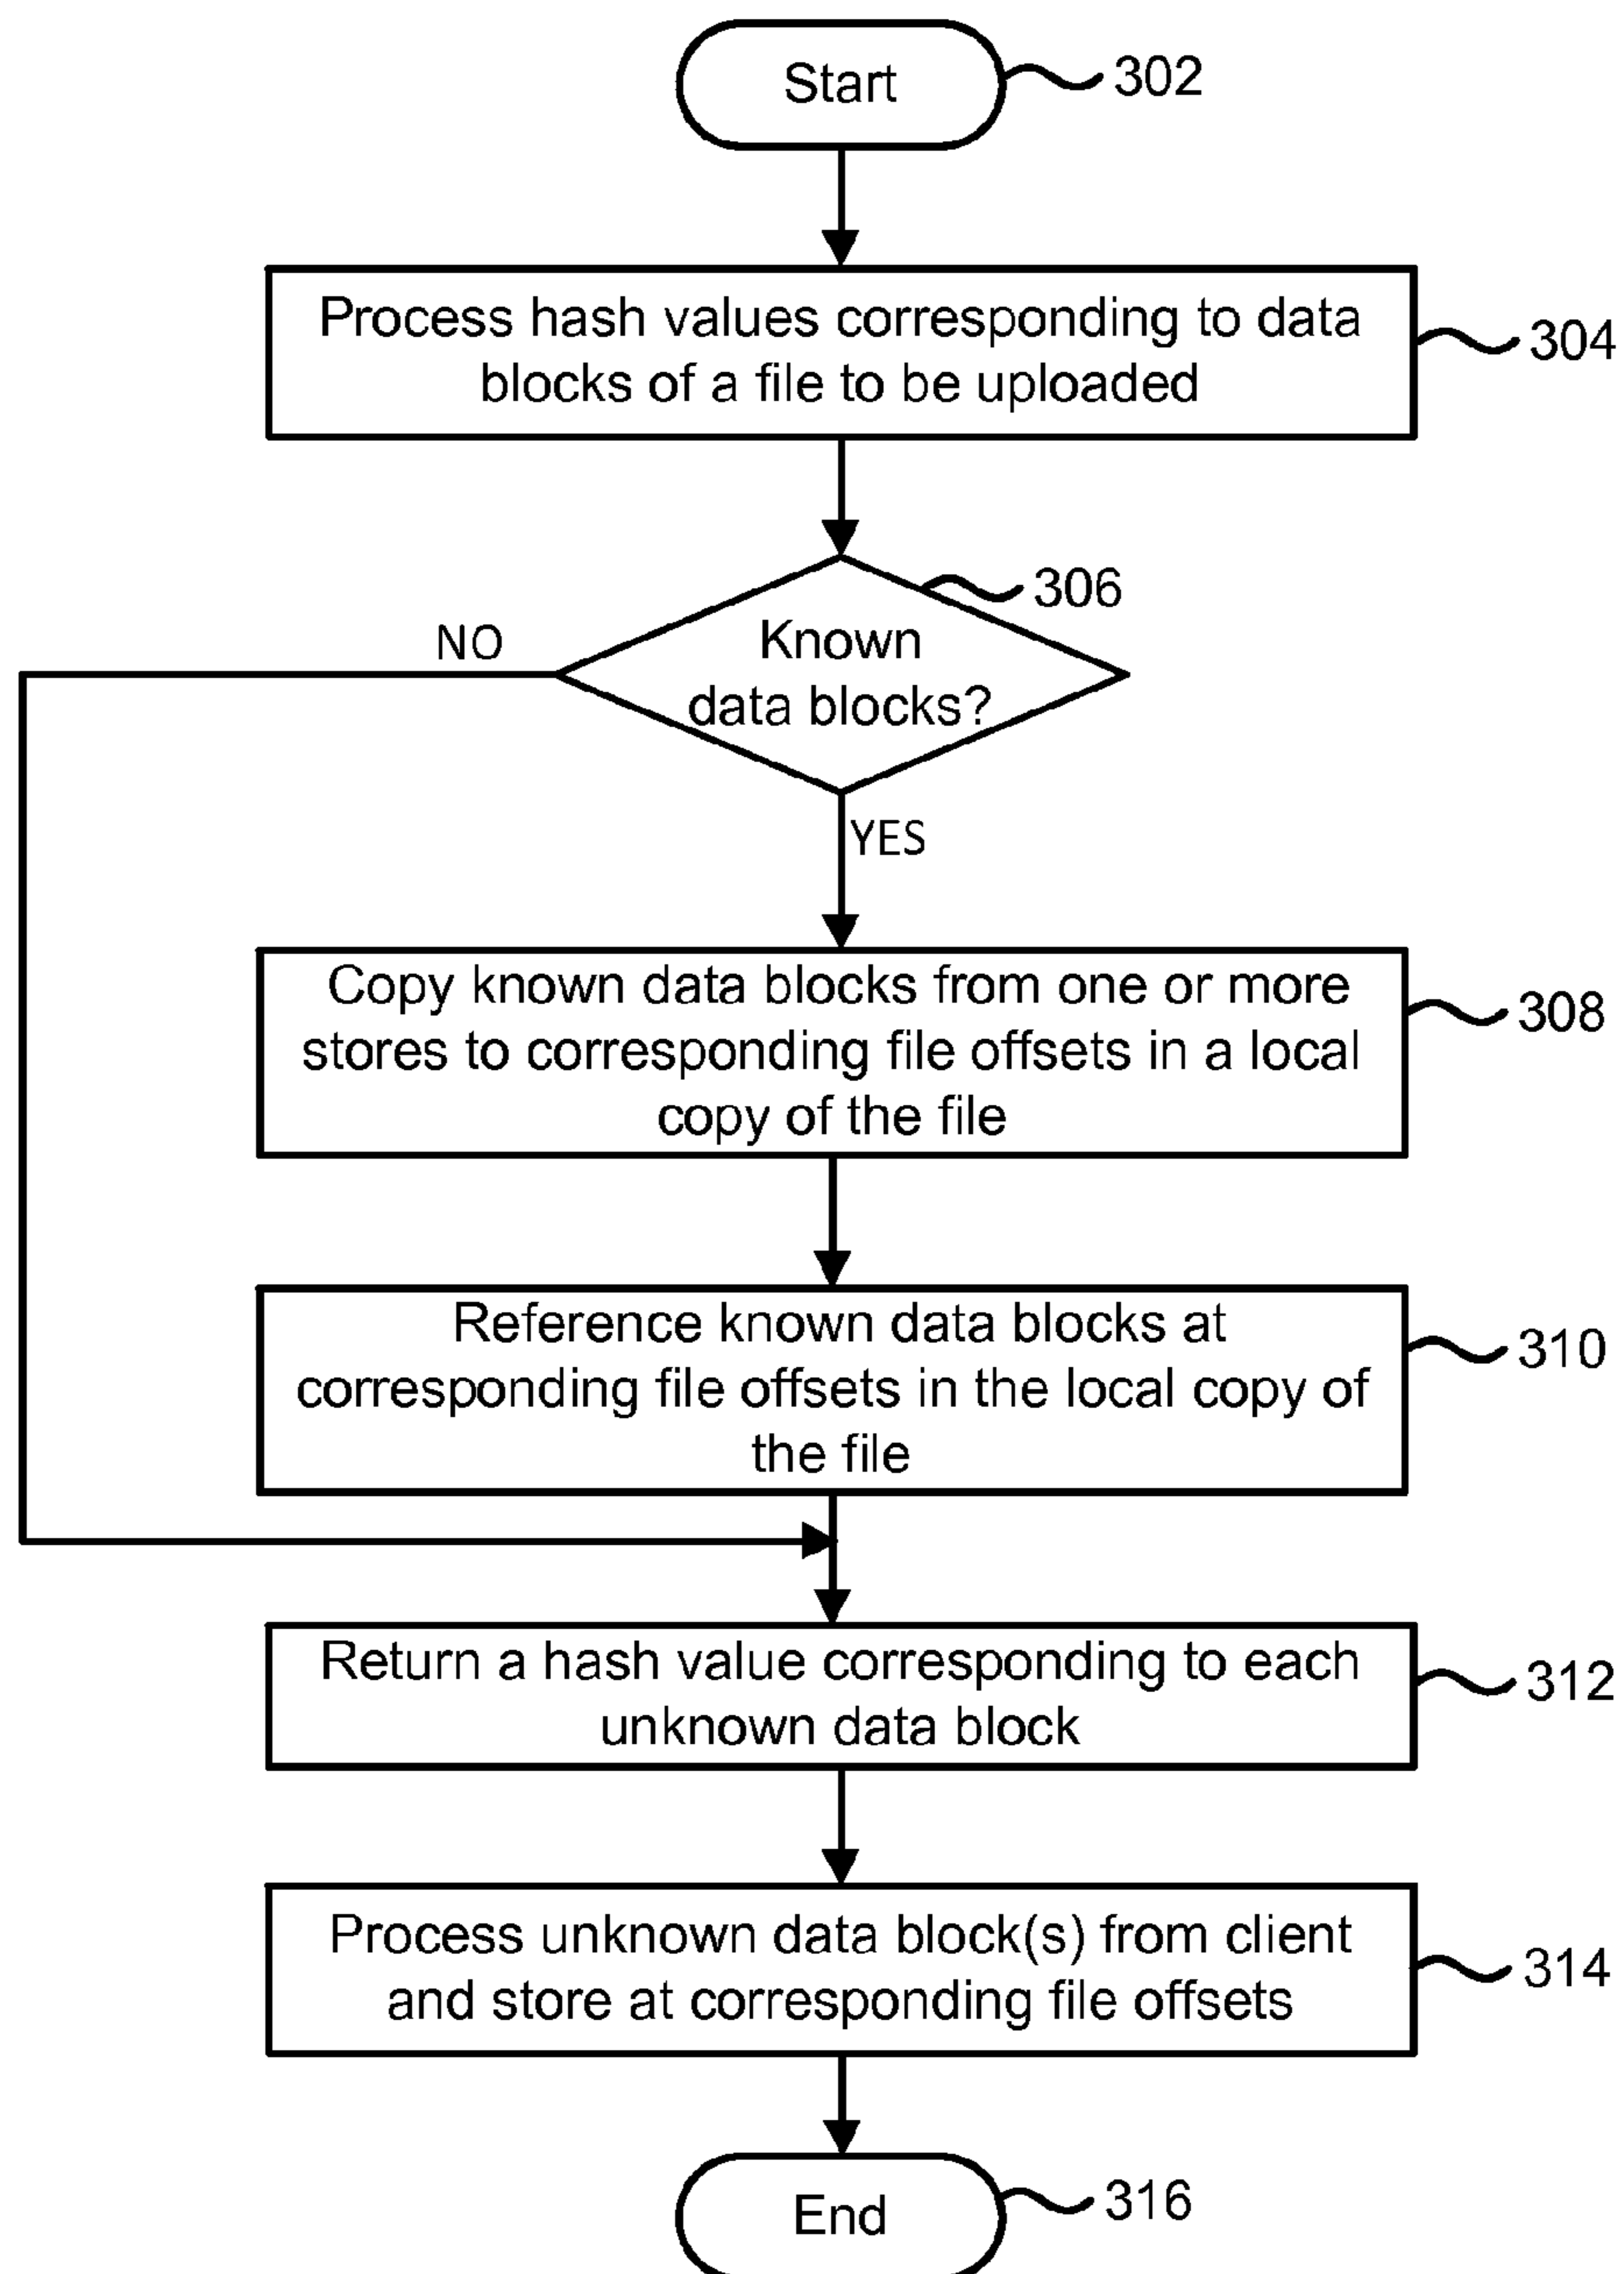 Start
302
Process hash values corresponding to data
blocks of a file to be uploaded
304
306
Known
data blocks?
NO
YES
Copy known data blocks from one or more
stores to corresponding file offsets in a local
copy of the file
308
Reference known data blocks at
corresponding file offsets in the local copy of
the file
310
Return a hash value corresponding to each
unknown data block
312
Process unknown data block(s) from client
and store at corresponding file offsets
314
End
316